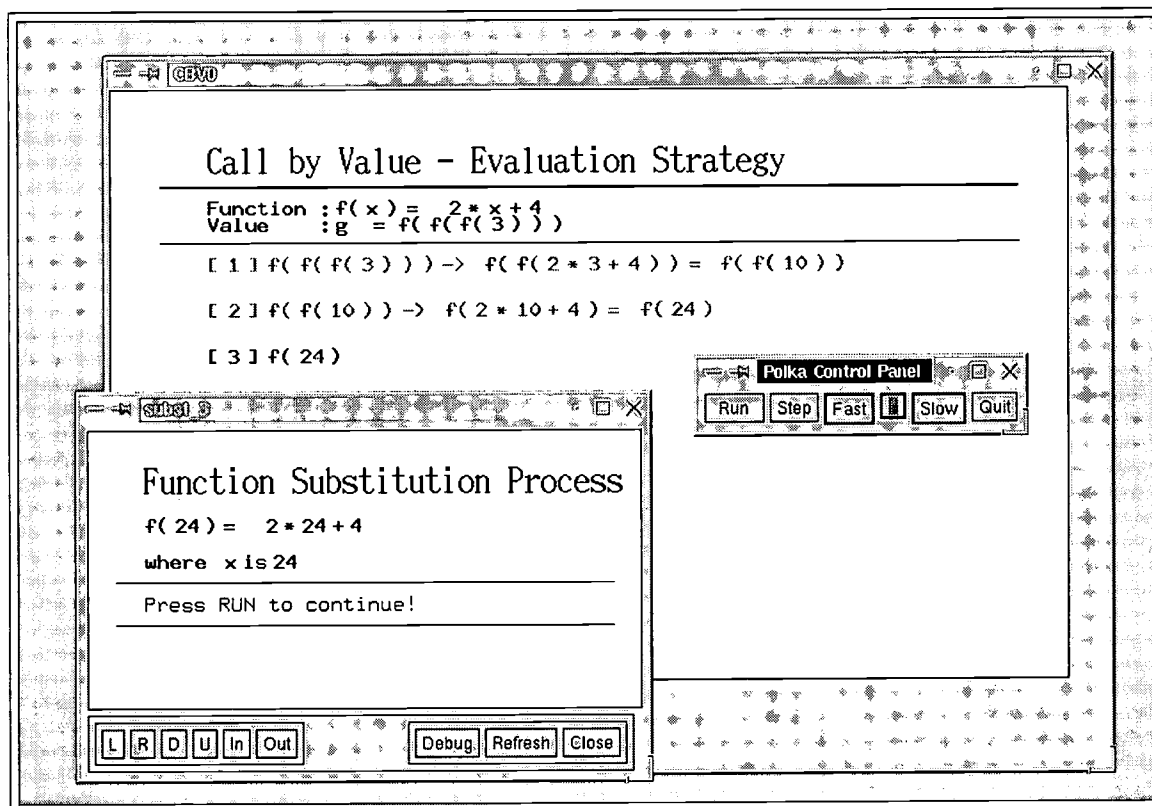 CBV0
Call by Value - Evaluation Strategy
Function : f( x ) = 2 * x + 4
Value : g = f( f( f( 3 ) ) )
[ 1 ] f( f( f( 3 ) ) ) -> f( f( 2 * 3 + 4 ) ) = f( f( 10 ) )
[ 2 ] f( f( 10 ) ) -> f( 2 * 10 + 4 ) = f( 24 )
[ 3 ] f( 24 )
Polka Control Panel
Run Step Fast Slow Quit
subst_3
Function Substitution Process
f( 24 ) = 2 * 24 + 4
where x is 24
Press RUN to continue!
L R D U In Out Debug Refresh Close